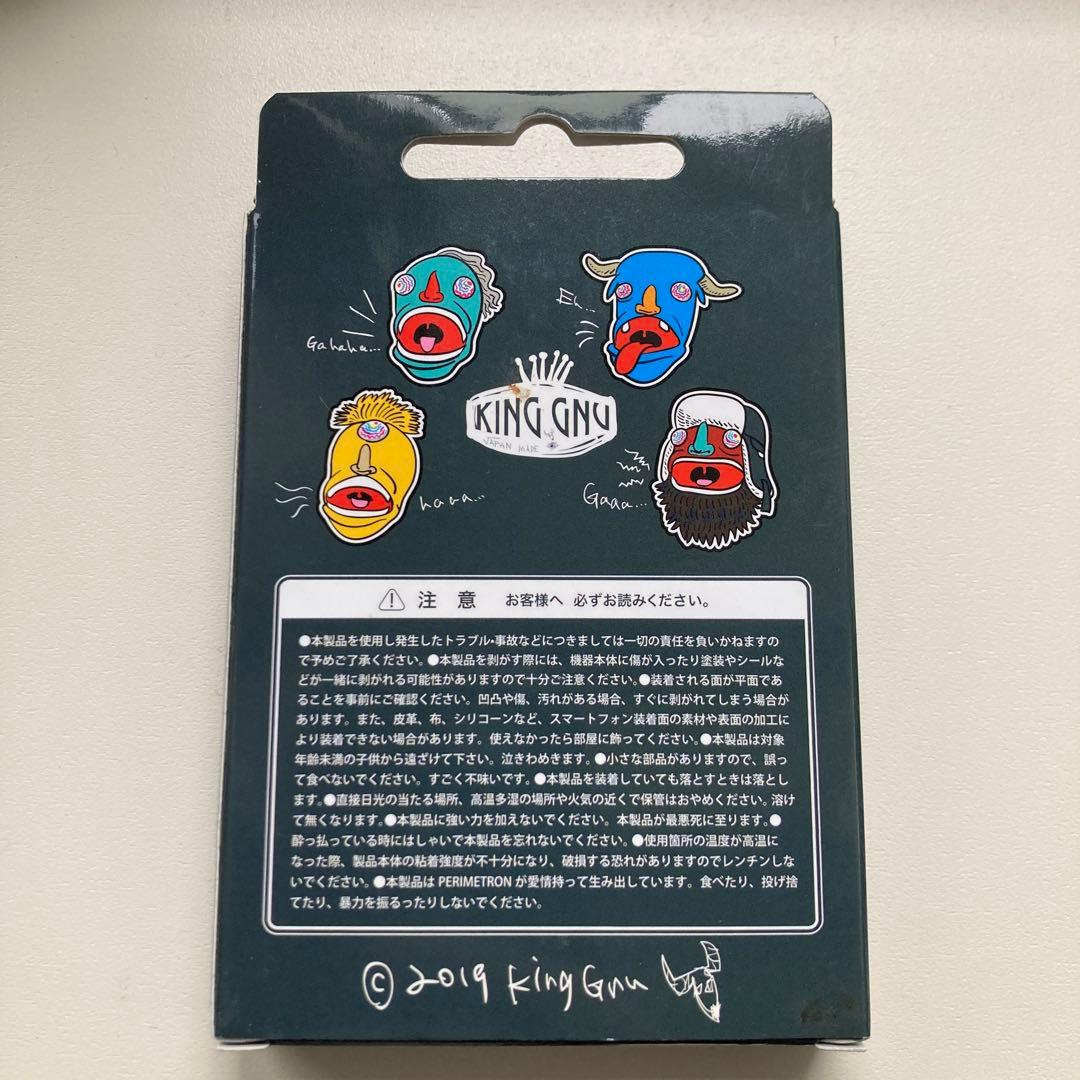 Gahaha...
Eh...
KING GNU
JAPAN MADE
haaa...
Gaaa...
注 意 お客様へ 必ずお読みください。
●本製品を使用し発生したトラブル・事故などにつきましては一切の責任を負いかねますの
で予めご了承ください。●本製品を剥がす際には、機器本体に傷が入ったり塗装やシールな
どが一緒に剥がれる可能性がありますので十分ご注意ください。●装着される面が平面であ
ることを事前にご確認ください。凹凸や傷、汚れがある場合、すぐに剥がれてしまう場合が
あります。また、皮革、布、シリコーンなど、スマートフォン装着面の素材や表面の加工に
より装着できない場合があります。使えなかったら部屋に飾ってください。●本製品は対象
年齢未満の子供から遠ざけて下さい。泣きわめきます。●小さな部品がありますので、誤っ
て食べないでください。すごく不味いです。●本製品を装着していても落とすときは落とし
ます。●直接日光の当たる場所、高温多湿の場所や火気の近くで保管はおやめください。溶け
て無くなります。●本製品に強い力を加えないでください。本製品が最悪死に至ります。●
酔っ払っている時にはしゃいで本製品を忘れないでください。●使用箇所の温度が高温に
なった際、製品本体の粘着強度が不十分になり、破損する恐れがありますのでレンチンしな
いでください。●本製品は PERIMETRON が愛情持って生み出しています。食べたり、投げ捨
てたり、暴力を振るったりしないでください。
©2019 King Gnu